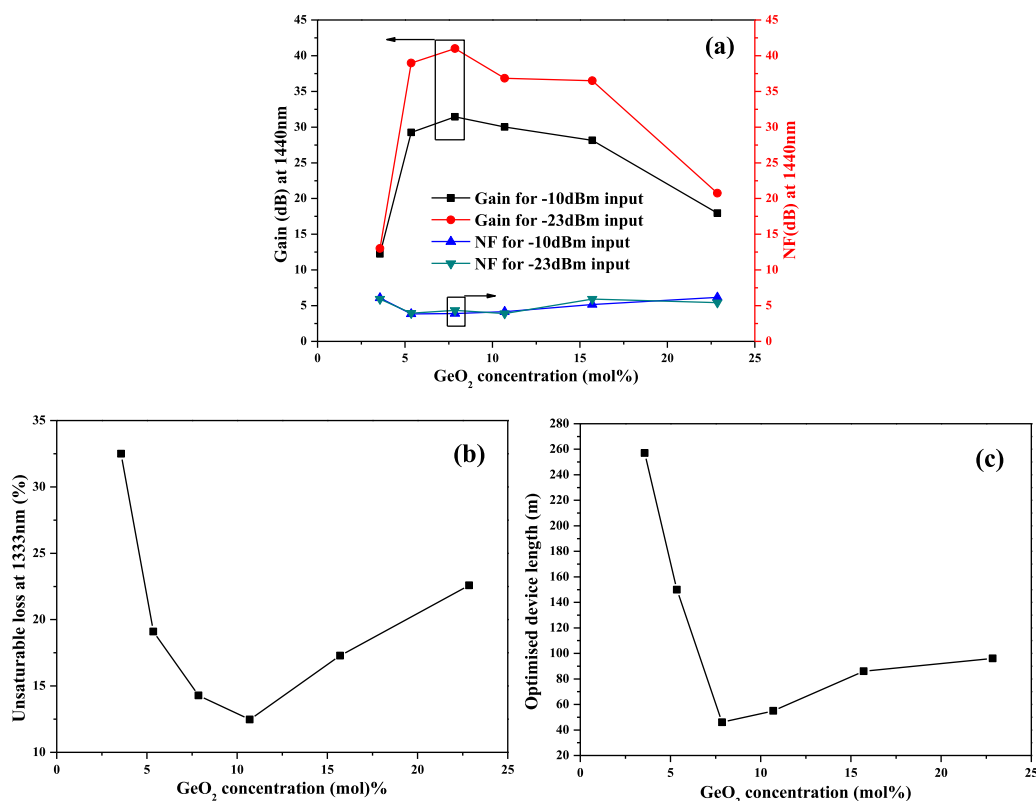 (a)
45
40
35
30
25
20
15
10
5
0
Gain (dB) at 1440nm
45
40
35
30
25
20
15
10
5
0
NF(dB) at 1440nm
Gain for -10dBm input
Gain for -23dBm input
NF for -10dBm input
NF for -23dBm input
0 5 10 15 20 25
GeO₂ concentration (mol%)
(b)
35
30
25
20
15
10
Unsaturable loss at 1333nm (%)
0 5 10 15 20 25
GeO₂ concentration (mol)%
(c)
280
260
240
220
200
180
160
140
120
100
80
60
40
20
Optimised device length (m)
0 5 10 15 20 25
GeO₂ concentration (mol%)